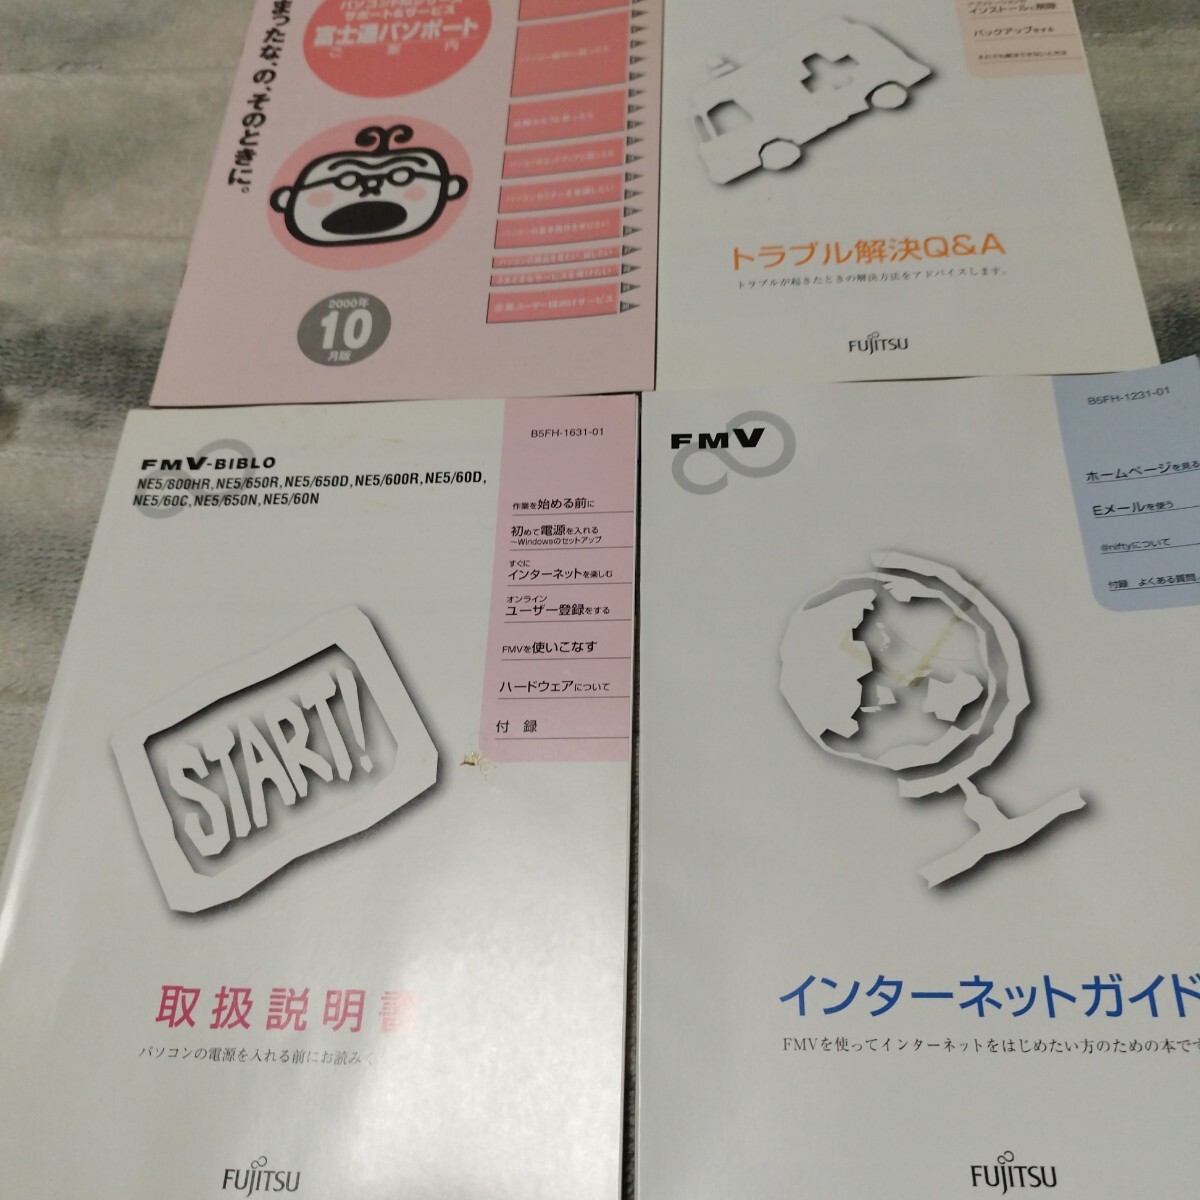 まったな、の、そのときに。
サポート&サービス
富士通パソポート
ご案内
2000年
10
月版
企業ユーザー様向けサービス
インストールと削除
バックアップをする
トラブル解決Q&A
トラブルが起きたときの解決方法をアドバイスします。
FUJITSU
B5FH-1631-01
FMV-BIBLO
NE5/800HR, NE5/650R, NE5/650D, NE5/600R, NE5/60D,
NE5/60C, NE5/650N, NE5/60N
作業を始める前に
初めて電源を入れる
～Windowsのセットアップ
すぐに
インターネットを楽しむ
オンライン
ユーザー登録をする
FMVを使いこなす
ハードウェアについて
付録
START!
取扱説明書
パソコンの電源を入れる前にお読みく
FUJITSU
B5FH-1231-01
FMV
ホームページを見る
Eメールを使う
@niftyについて
付録 よくある質問
インターネットガイド
FMVを使ってインターネットをはじめたい方のための本です
FUJITSU